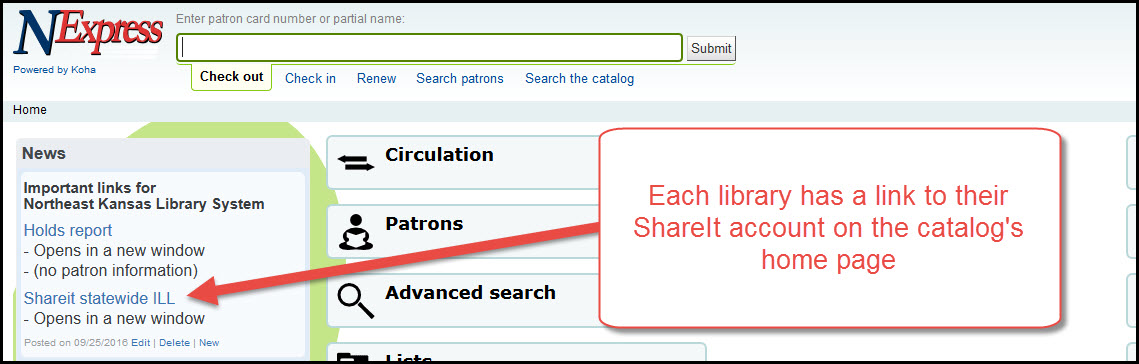 NExpress
Powered by Koha
Enter patron card number or partial name:
Submit
Check out
Check in
Renew
Search patrons
Search the catalog
Home
News
Important links for
Northeast Kansas Library System
Holds report
- Opens in a new window
- (no patron information)
Shareit statewide ILL
- Opens in a new window
Posted on 09/25/2016 Edit | Delete | New
Circulation
Patrons
Advanced search
Lists
Each library has a link to their
ShareIt account on the catalog's
home page